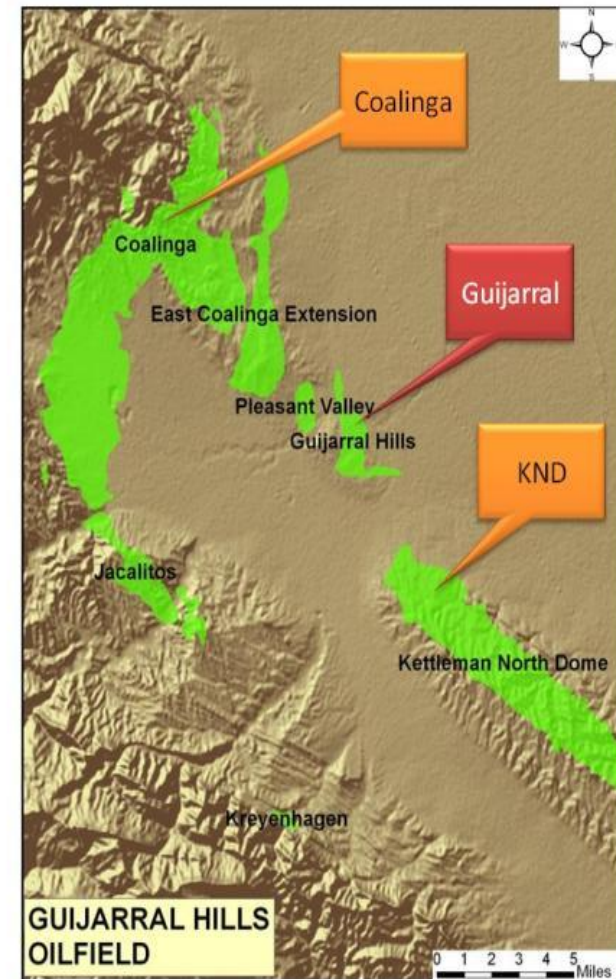 N
W E
S
Coalinga
Coalinga
Guijarral
East Coalinga Extension
Pleasant Valley
Guijarral Hills
KND
Jacalitos
Kettleman North Dome
Kreyenhagen
GUIJARRAL HILLS
OILFIELD
0 1 2 3 4 5
Miles